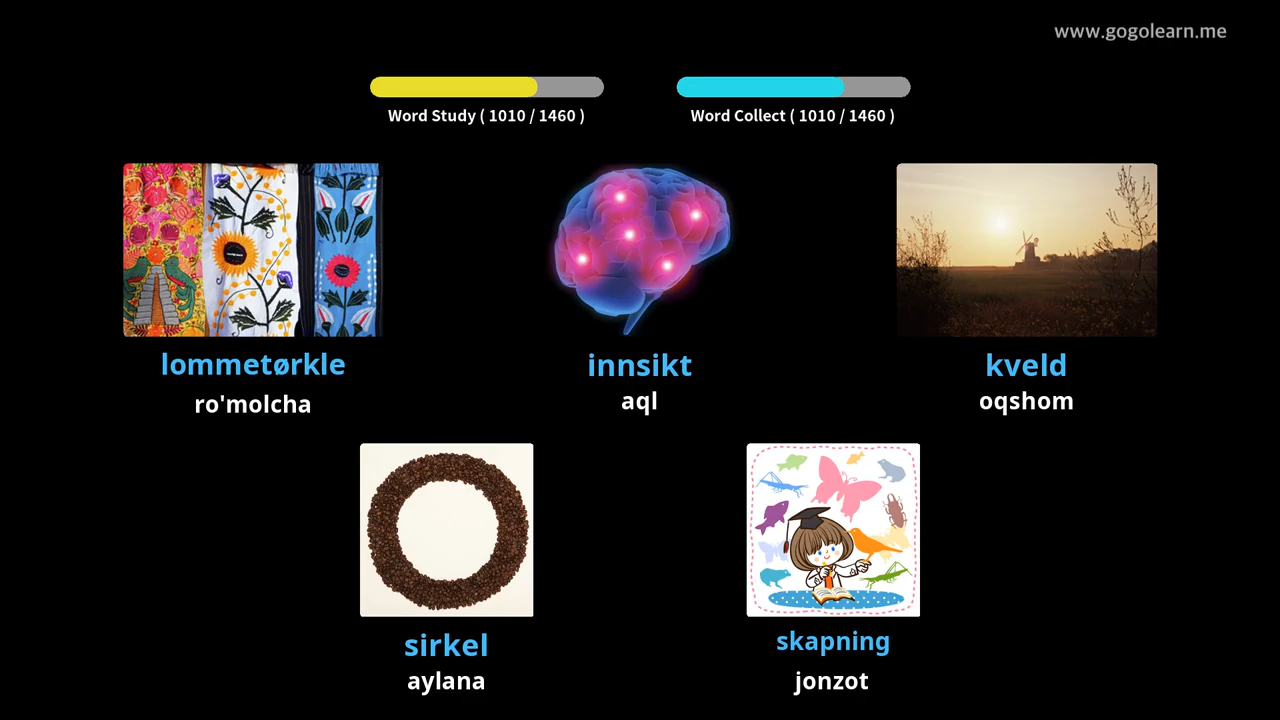 www.gogolearn.me
Word Study ( 1010 / 1460 )
Word Collect ( 1010 / 1460 )
lommetørkle
ro'molcha
innsikt
aql
kveld
oqshom
sirkel
aylana
skapning
jonzot